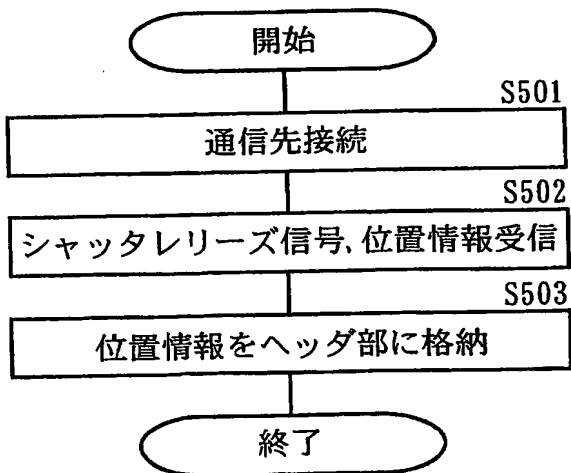 開始
S501
通信先接続
S502
シャッタレリーズ信号、位置情報受信
S503
位置情報をヘッダ部に格納
終了